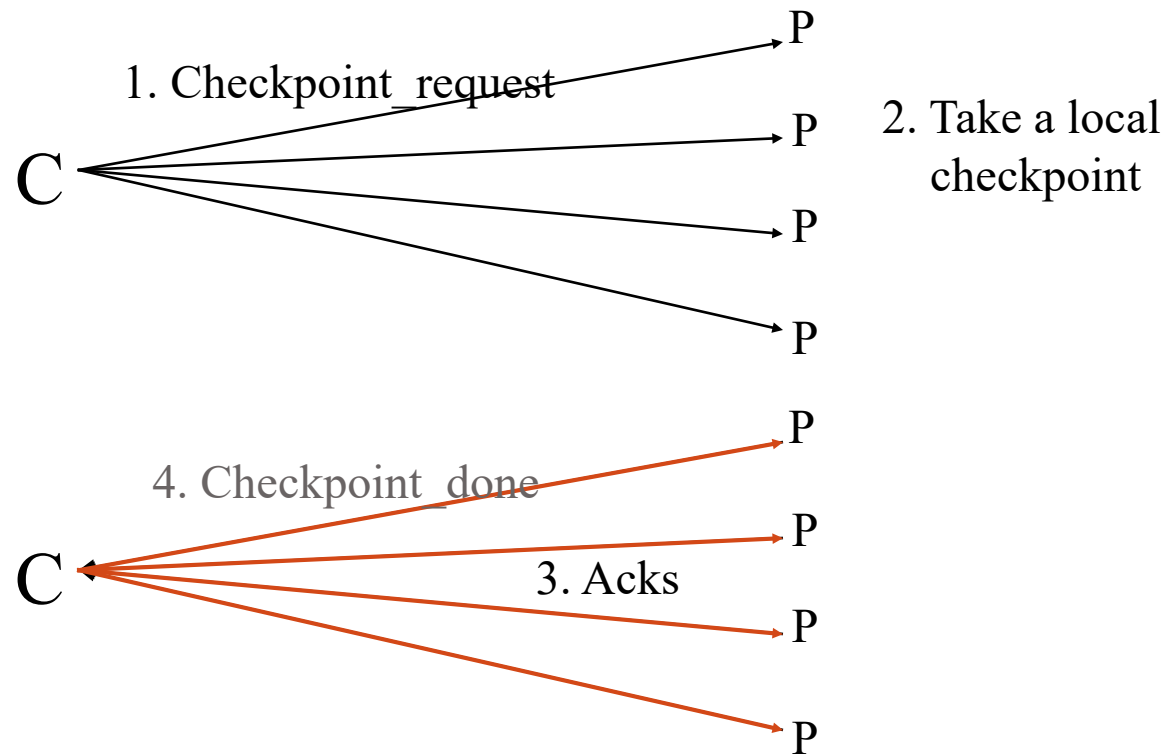 P
1. Checkpoint_request
P
2. Take a local
checkpoint
C
P
P
P
4. Checkpoint_done
P
C
3. Acks
P
P